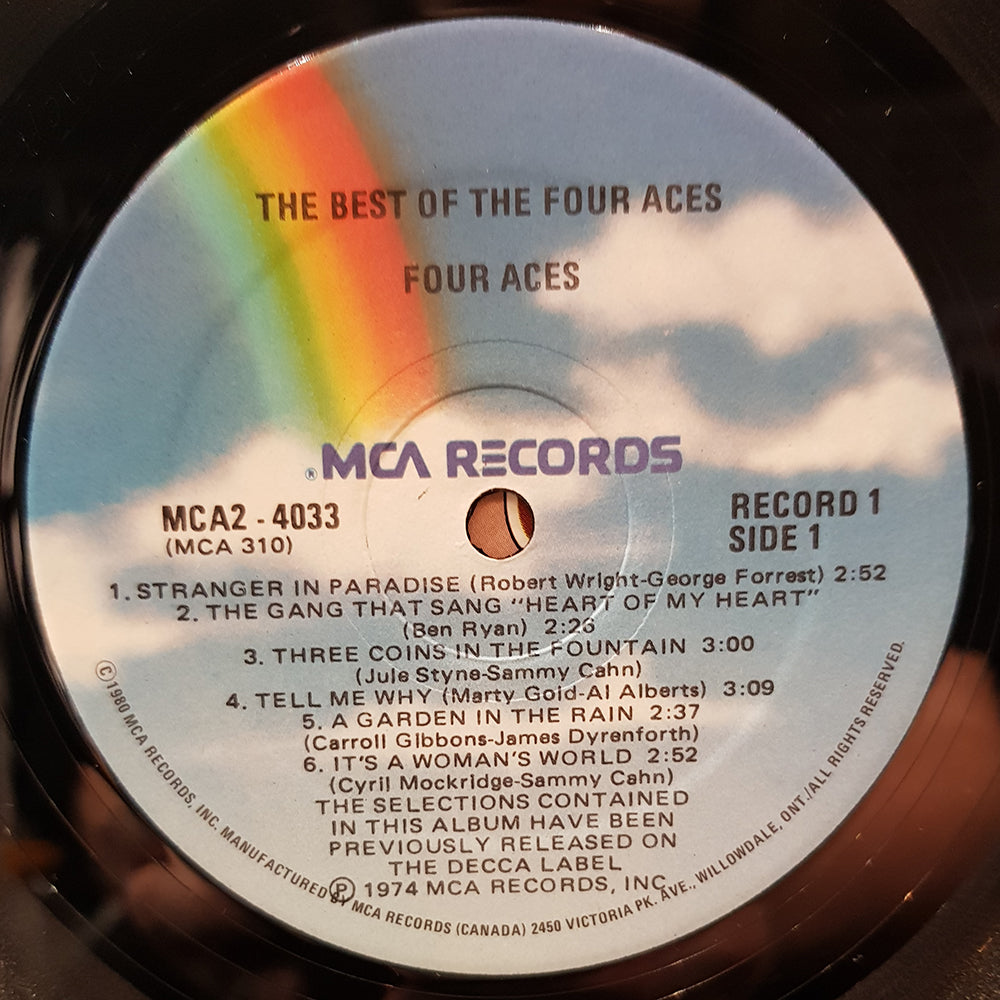 THE BEST OF THE FOUR ACES
FOUR ACES
® MCA RECORDS
MCA2 - 4033
(MCA 310)
RECORD 1
SIDE 1
1. STRANGER IN PARADISE (Robert Wright-George Forrest) 2:52
2. THE GANG THAT SANG "HEART OF MY HEART"
(Ben Ryan) 2:26
3. THREE COINS IN THE FOUNTAIN 3:00
(Jule Styne-Sammy Cahn)
4. TELL ME WHY (Marty Gold-Al Alberts) 3:09
5. A GARDEN IN THE RAIN 2:37
(Carroll Gibbons-James Dyrenforth)
6. IT'S A WOMAN'S WORLD 2:52
(Cyril Mockridge-Sammy Cahn)
THE SELECTIONS CONTAINED
IN THIS ALBUM HAVE BEEN
PREVIOUSLY RELEASED ON
THE DECCA LABEL
℗ 1974 MCA RECORDS, INC.
©1980 MCA RECORDS, INC. MANUFACTURED BY MCA RECORDS (CANADA) 2450 VICTORIA PK. AVE., WILLOWDALE, ONT./ALL RIGHTS RESERVED.